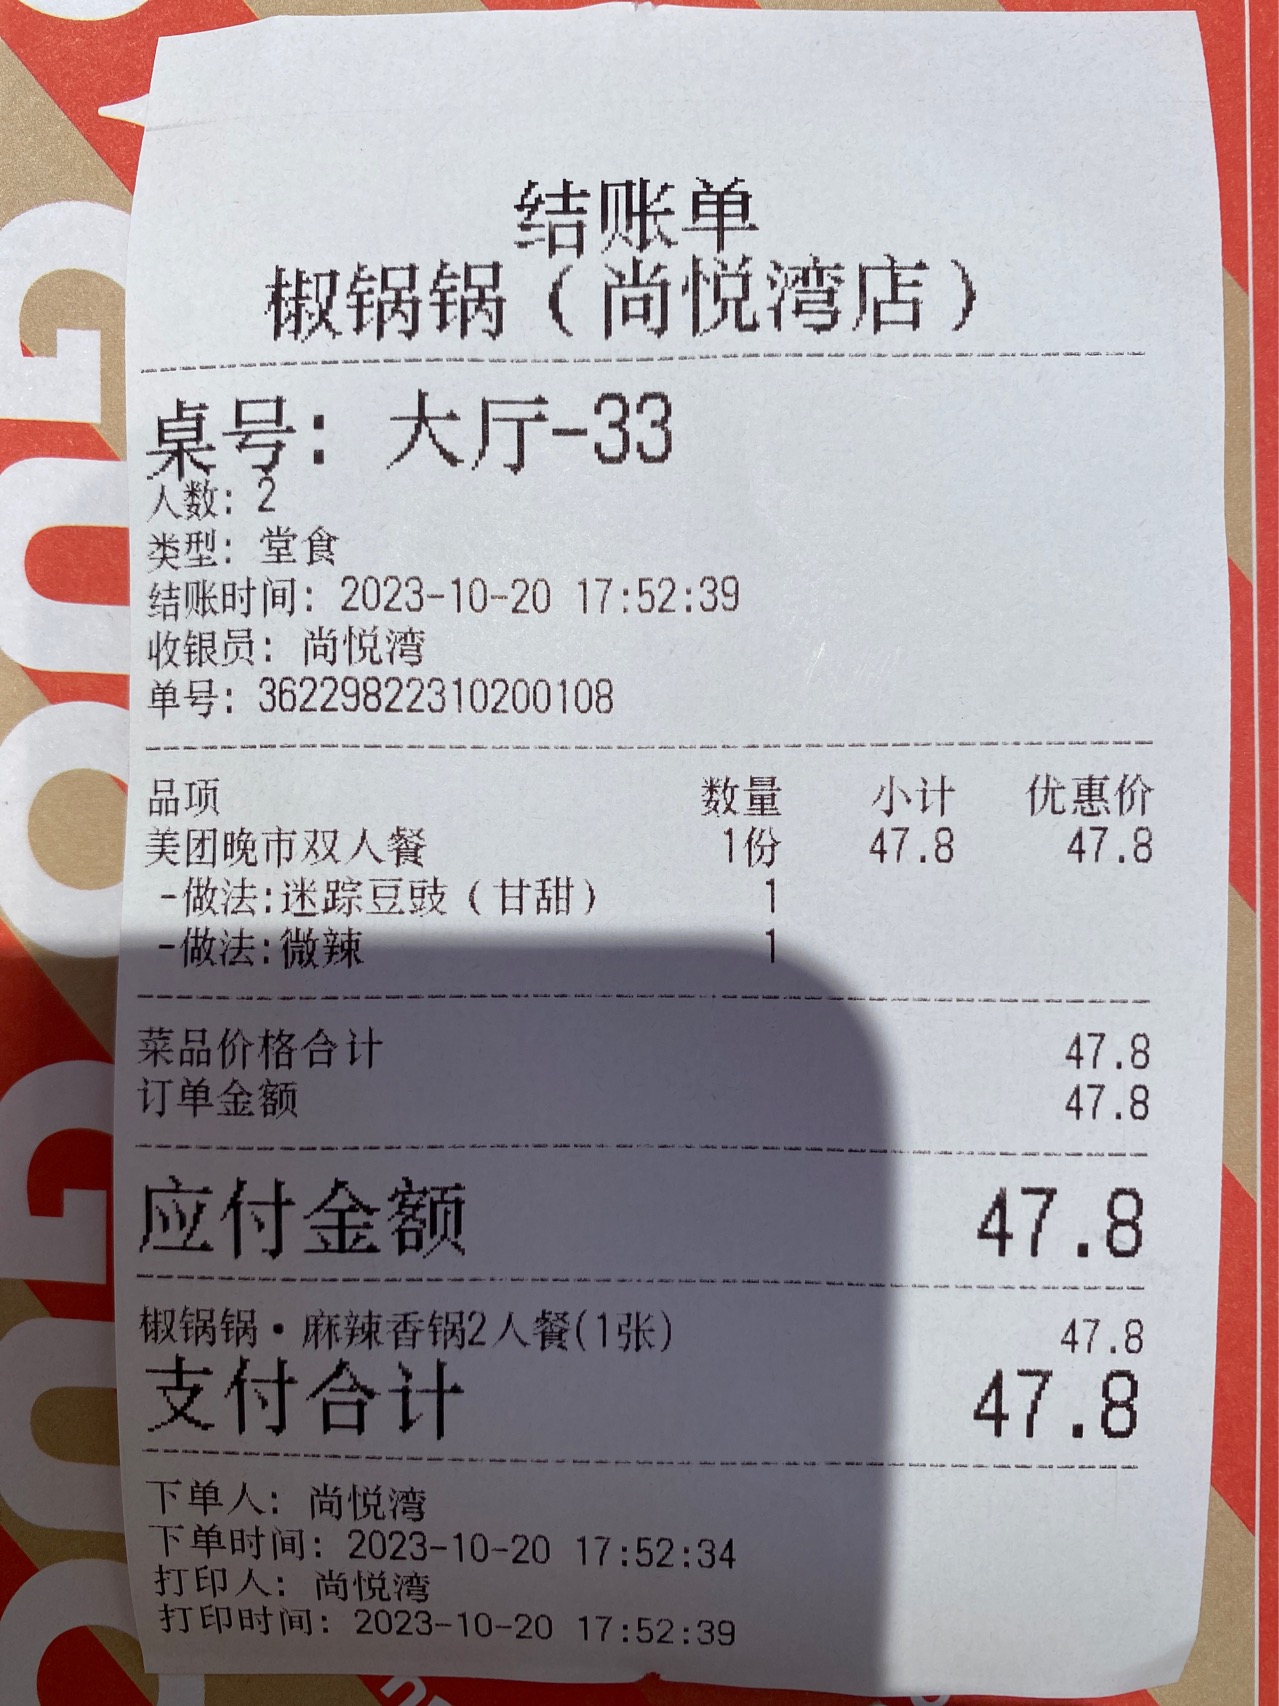 结账单
椒锅锅（尚悦湾店）
桌号：大厅-33
人数：2
类型：堂食
结账时间：2023-10-20 17:52:39
收银员：尚悦湾
单号：36229822310200108
品项 数量 小计 优惠价
美团晚市双人餐 1份 47.8 47.8
-做法:迷踪豆豉（甘甜） 1
-做法:微辣 1
菜品价格合计 47.8
订单金额 47.8
应付金额 47.8
椒锅锅·麻辣香锅2人餐(1张) 47.8
支付合计 47.8
下单人：尚悦湾
下单时间：2023-10-20 17:52:34
打印人：尚悦湾
打印时间：2023-10-20 17:52:39